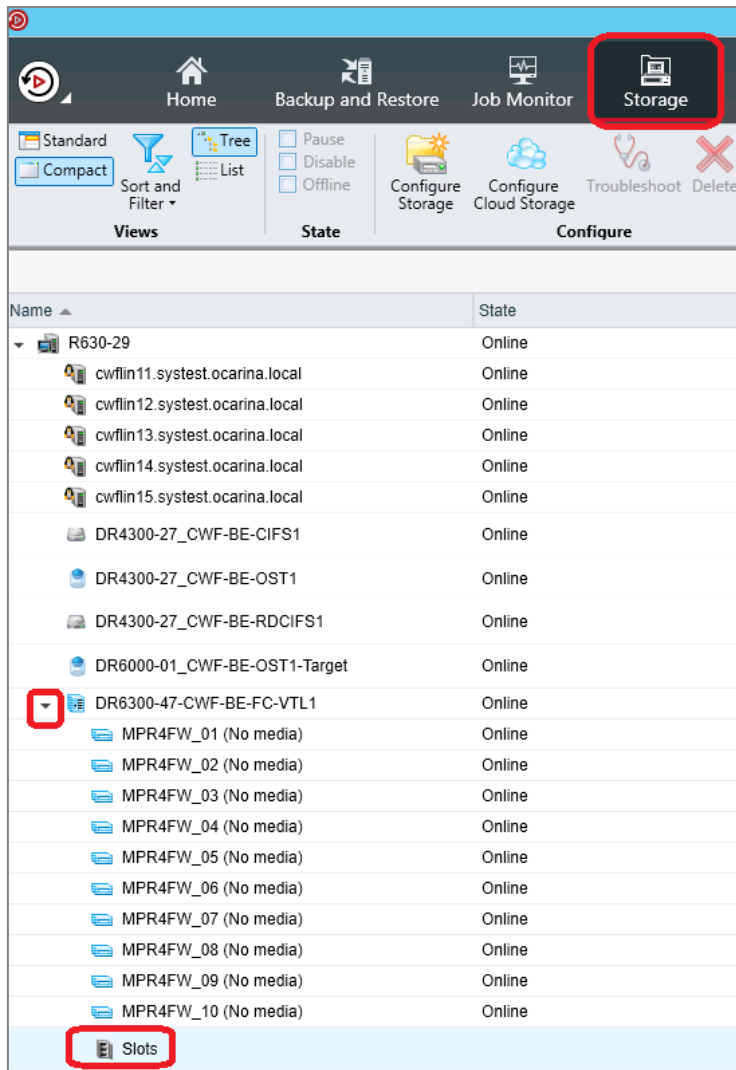 Home Backup and Restore Job Monitor Storage
Standard Tree Pause
Compact List Disable
Offline
Sort and Filter Configure Storage Configure Cloud Storage Troubleshoot Delete
Views State Configure
Name State
R630-29 Online
cwflin11.systest.ocarina.local Online
cwflin12.systest.ocarina.local Online
cwflin13.systest.ocarina.local Online
cwflin14.systest.ocarina.local Online
cwflin15.systest.ocarina.local Online
DR4300-27_CWF-BE-CIFS1 Online
DR4300-27_CWF-BE-OST1 Online
DR4300-27_CWF-BE-RDCIFS1 Online
DR6000-01_CWF-BE-OST1-Target Online
DR6300-47-CWF-BE-FC-VTL1 Online
MPR4FW_01 (No media) Online
MPR4FW_02 (No media) Online
MPR4FW_03 (No media) Online
MPR4FW_04 (No media) Online
MPR4FW_05 (No media) Online
MPR4FW_06 (No media) Online
MPR4FW_07 (No media) Online
MPR4FW_08 (No media) Online
MPR4FW_09 (No media) Online
MPR4FW_10 (No media) Online
Slots